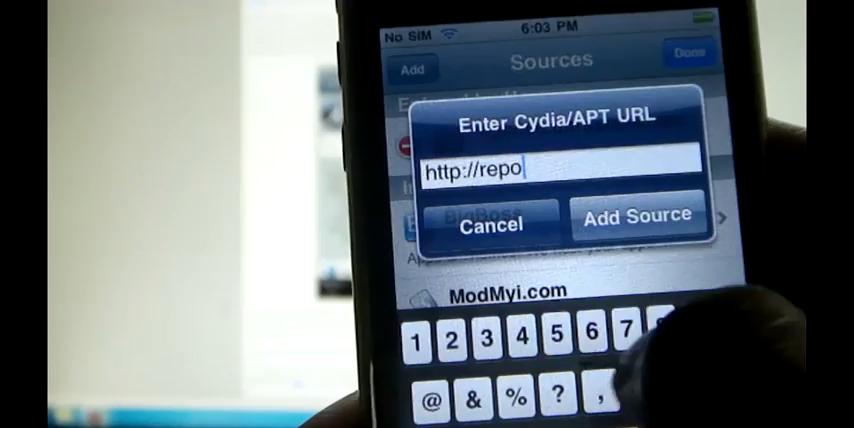 No SIM 6:03 PM
Add Sources Done
Enter Cydia/APT URL
http://repo
Cancel Add Source
BigBoss
ModMyi.com
1 2 3 4 5 6 7
@ & % ? ,